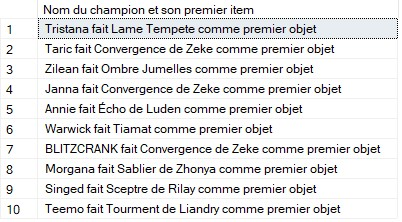 Nom du champion et son premier item
1 Tristana fait Lame Tempete comme premier objet
2 Taric fait Convergence de Zeke comme premier objet
3 Zilean fait Ombre Jumelles comme premier objet
4 Janna fait Convergence de Zeke comme premier objet
5 Annie fait Écho de Luden comme premier objet
6 Warwick fait Tiamat comme premier objet
7 BLITZCRANK fait Convergence de Zeke comme premier objet
8 Morgana fait Sablier de Zhonya comme premier objet
9 Singed fait Sceptre de Rilay comme premier objet
10 Teemo fait Tourment de Liandry comme premier objet